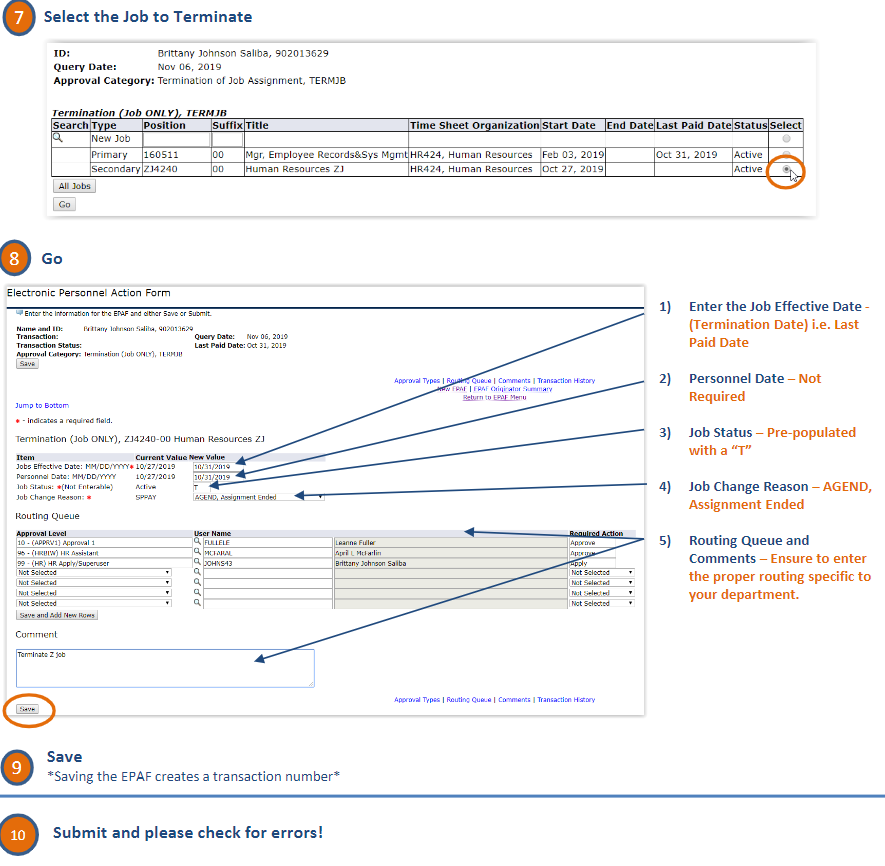 7 Select the Job to Terminate
ID: Brittany Johnson Saliba, 902013629
Query Date: Nov 06, 2019
Approval Category: Termination of Job Assignment, TERMJB
Termination (Job ONLY), TERMJB
Search Type Position Suffix Title Time Sheet Organization Start Date End Date Last Paid Date Status Select
New Job
Primary 160511 00 Mgr, Employee Records&Sys Mgmt HR424, Human Resources Feb 03, 2019 Oct 31, 2019 Active
Secondary ZJ4240 00 Human Resources ZJ HR424, Human Resources Oct 27, 2019 Active
All Jobs
Go
8 Go
Electronic Personnel Action Form
Enter the information for the EPAF and either Save or Submit.
Name and ID: Brittany Johnson Saliba, 902013629
Transaction: Query Date: Nov 06, 2019
Transaction Status: Last Paid Date: Oct 31, 2019
Approval Category: Termination (Job ONLY), TERMJB
Save
Approval Types | Routing Queue | Comments | Transaction History
New EPAF | EPAF Originator Summary
Return to EPAF Menu
Jump to Bottom
* - indicates a required field.
Termination (Job ONLY), ZJ4240-00 Human Resources ZJ
Item Current Value New Value
Jobs Effective Date: MM/DD/YYYY* 10/27/2019 10/31/2019
Personnel Date: MM/DD/YYYY 10/27/2019 10/31/2019
Job Status: *(Not Enterable) Active T
Job Change Reason: * SPPAY AGEND, Assignment Ended
Routing Queue
Approval Level User Name Required Action
10 - (APPRV1) Approval 1 FULLELE Leanne Fuller Approve
96 - (HRBIW) HR Assistant MCFARAL April L McFarlin Approve
99 - (HR) HR Apply/Superuser JOHNS43 Brittany Johnson Saliba Apply
Not Selected Not Selected
Not Selected Not Selected
Not Selected Not Selected
Not Selected Not Selected
Save and Add New Rows
Comment
Terminate Z job
Approval Types | Routing Queue | Comments | Transaction History
Save
1) Enter the Job Effective Date -
(Termination Date) i.e. Last
Paid Date
2) Personnel Date – Not
Required
3) Job Status – Pre-populated
with a “T”
4) Job Change Reason – AGEND,
Assignment Ended
5) Routing Queue and
Comments – Ensure to enter
the proper routing specific to
your department.
9 Save
*Saving the EPAF creates a transaction number*
10 Submit and please check for errors!